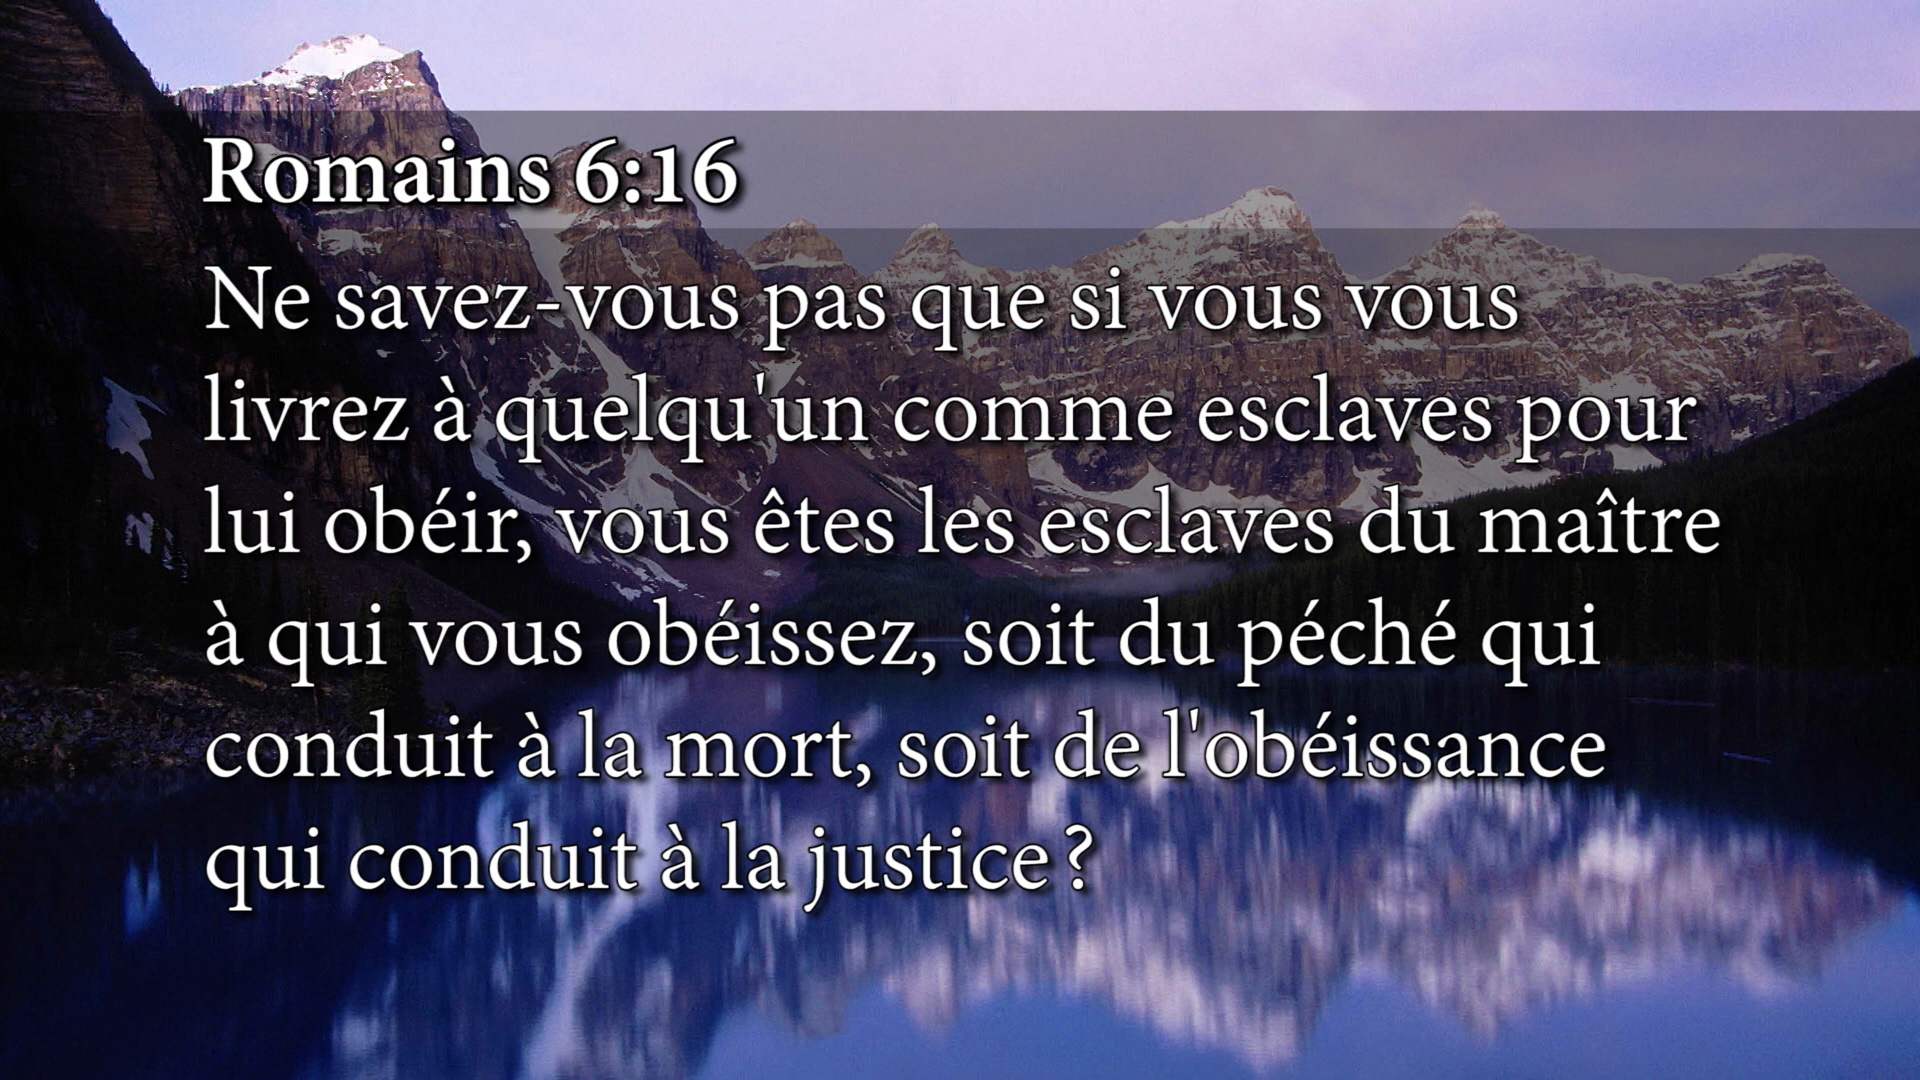 Romains 6:16
Ne savez-vous pas que si vous vous
livrez à quelqu'un comme esclaves pour
lui obéir, vous êtes les esclaves du maître
à qui vous obéissez, soit du péché qui
conduit à la mort, soit de l'obéissance
qui conduit à la justice ?